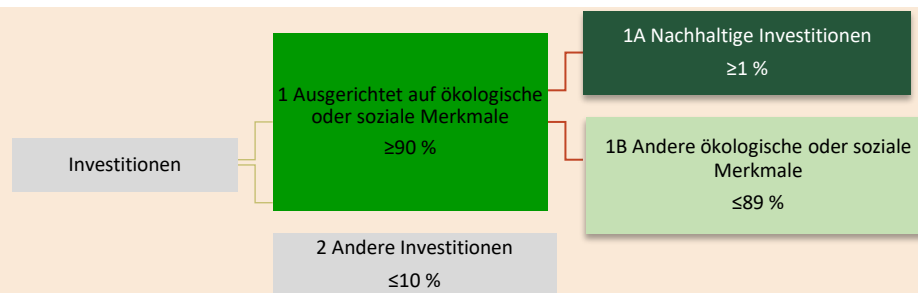 Investitionen
1 Ausgerichtet auf ökologische
oder soziale Merkmale
≥90 %
1A Nachhaltige Investitionen
≥1 %
1B Andere ökologische oder soziale
Merkmale
≤89 %
2 Andere Investitionen
≤10 %